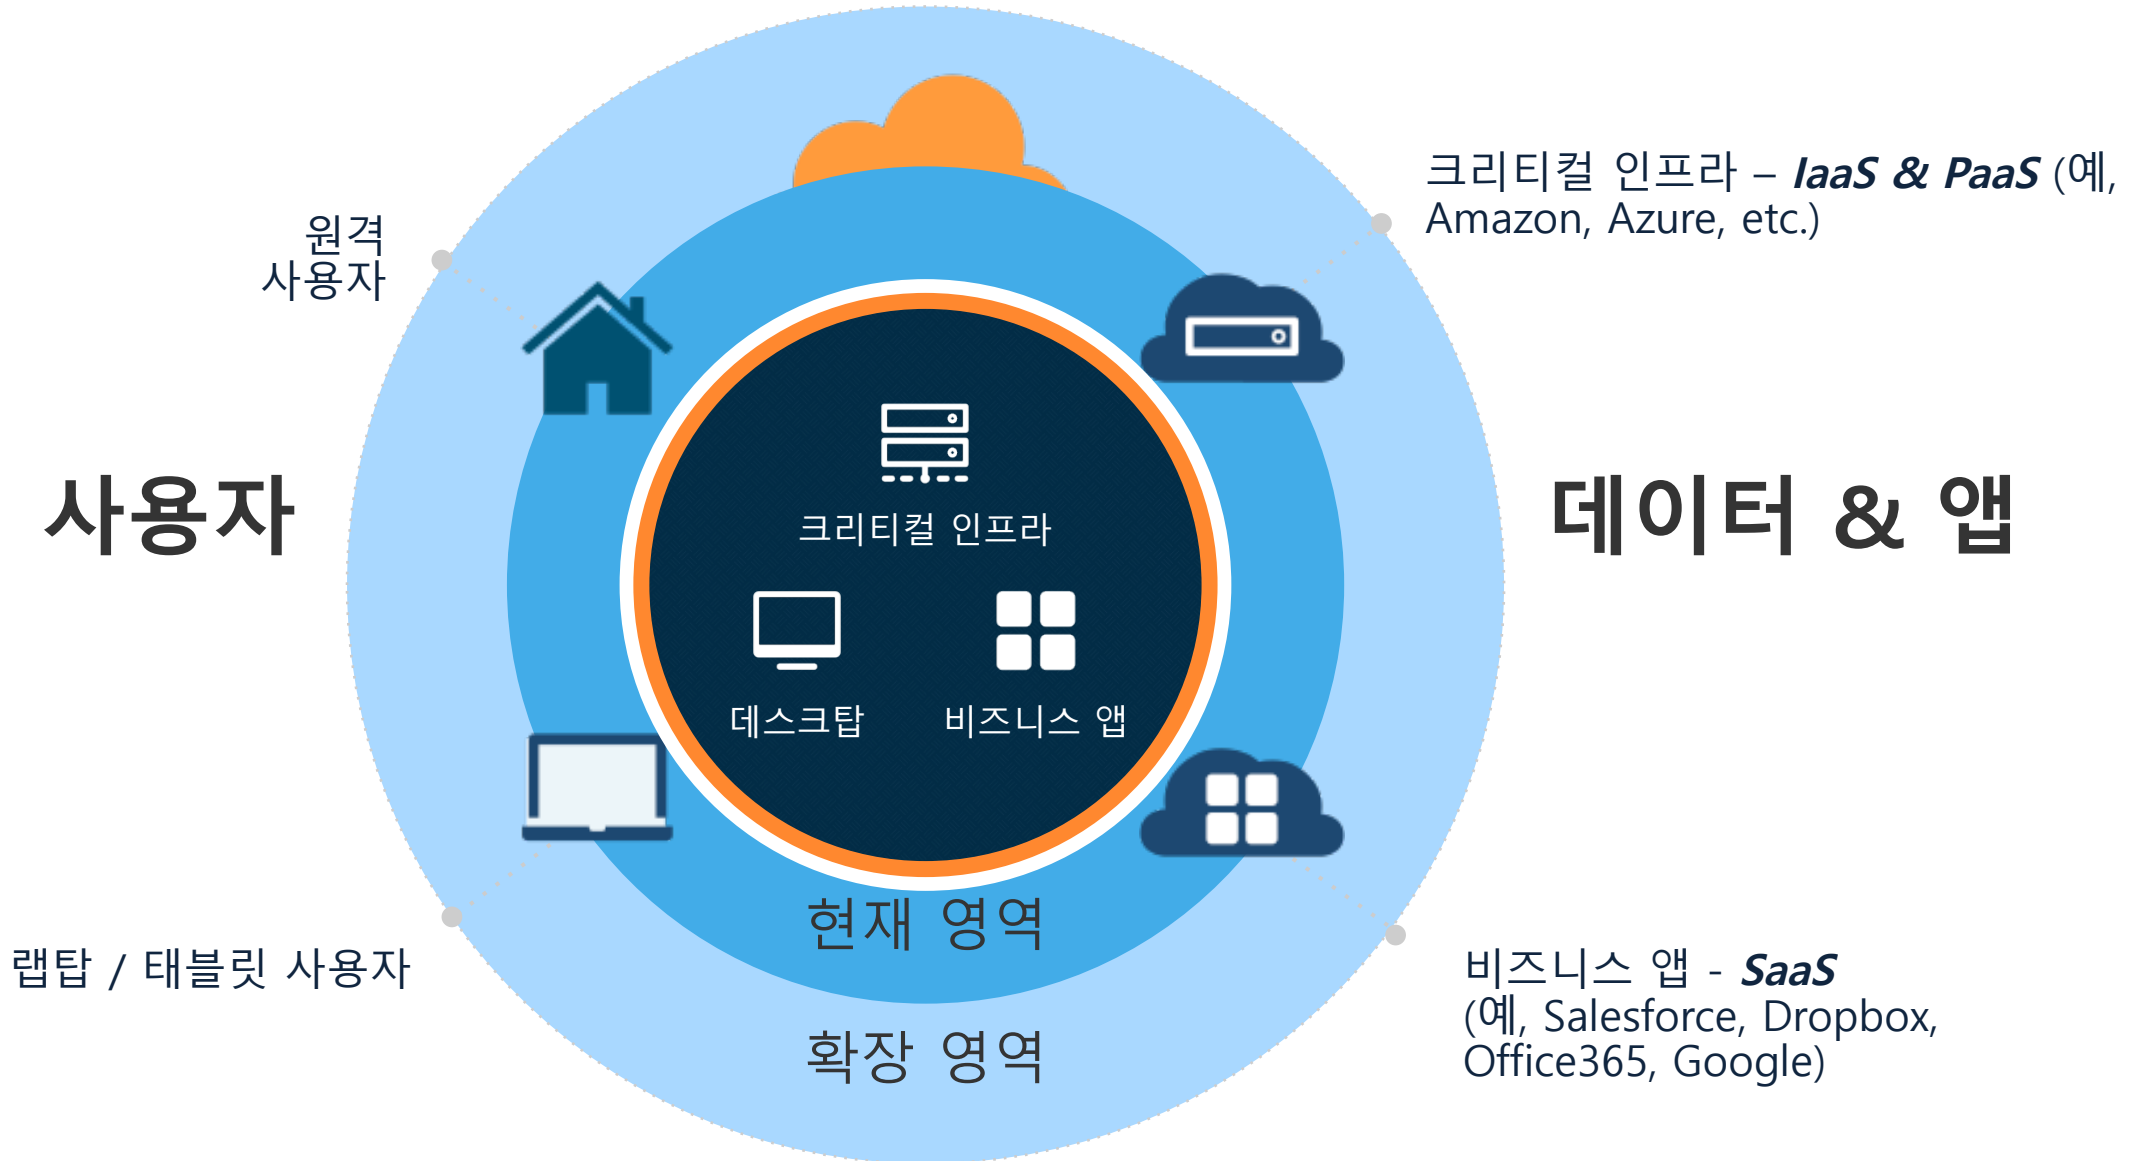 크리티컬 인프라 – IaaS & PaaS (예,
Amazon, Azure, etc.)
원격
사용자
사용자
데이터 & 앱
크리티컬 인프라
데스크탑
비즈니스 앱
현재 영역
확장 영역
랩탑 / 태블릿 사용자
비즈니스 앱 - SaaS
(예, Salesforce, Dropbox,
Office365, Google)